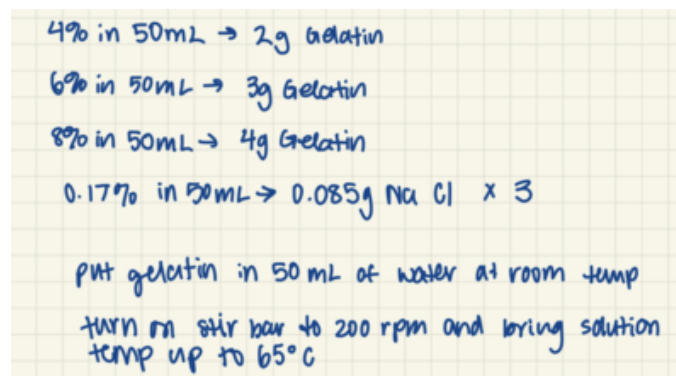 4% in 50mL → 2g Gelatin
6% in 50mL → 3g Gelatin
8% in 50mL → 4g Gelatin
0.17% in 50mL → 0.085g Na Cl x 3
put gelatin in 50 mL of water at room temp
turn on stir bar to 200 rpm and bring solution
temp up to 65°C